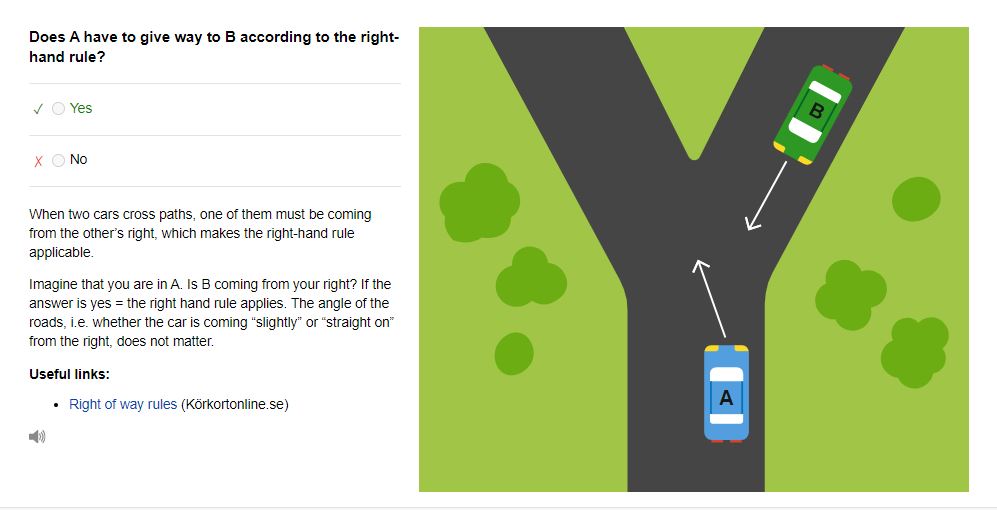 Does A have to give way to B according to the right-
hand rule?
✓ Yes
✗ No
When two cars cross paths, one of them must be coming
from the other’s right, which makes the right-hand rule
applicable.
Imagine that you are in A. Is B coming from your right? If the
answer is yes = the right hand rule applies. The angle of the
roads, i.e. whether the car is coming “slightly” or “straight on”
from the right, does not matter.
Useful links:
• Right of way rules (Körkortonline.se)
B
A